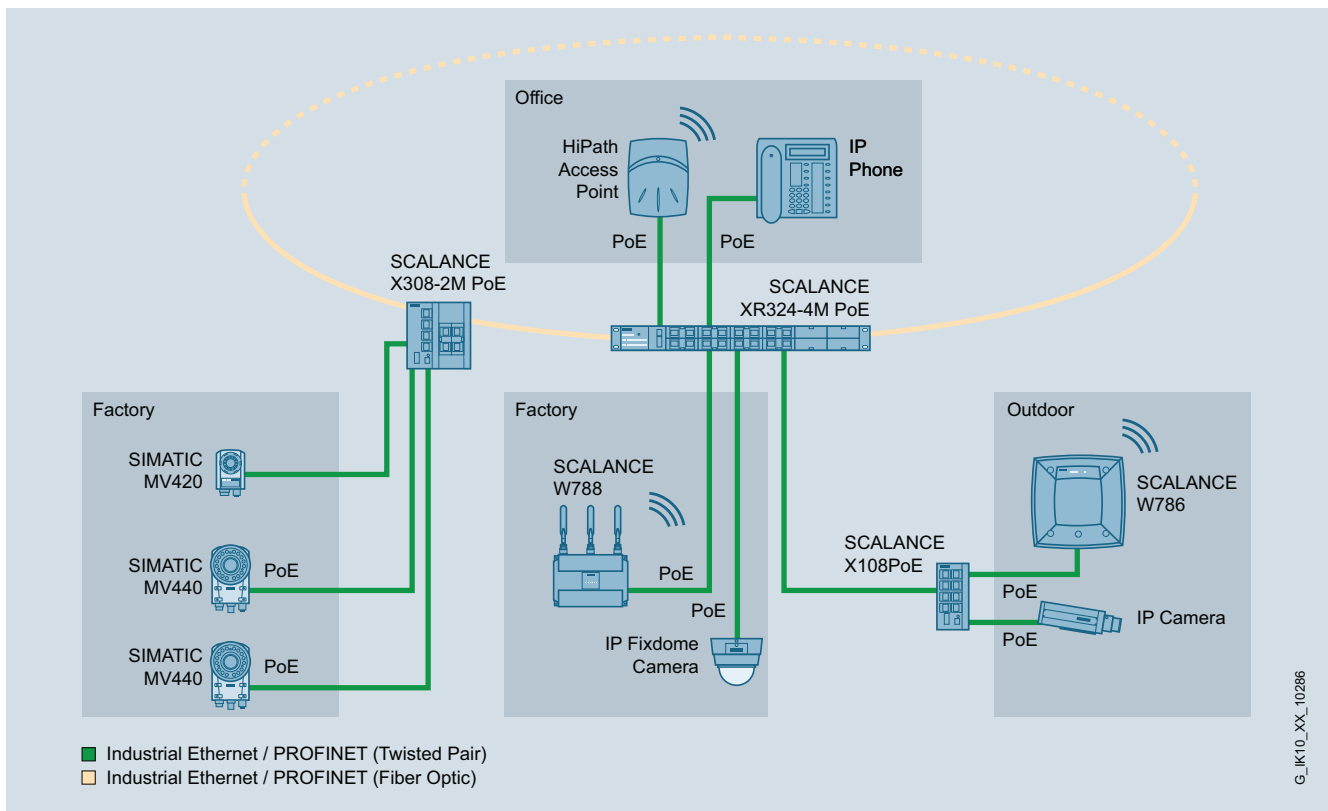 Office
HiPath
Access
Point
IP
Phone
PoE
PoE
SCALANCE
X308-2M PoE
SCALANCE
XR324-4M PoE
Factory
SIMATIC
MV420
SIMATIC
MV440
PoE
SIMATIC
MV440
PoE
Factory
SCALANCE
W788
PoE
PoE
IP Fixdome
Camera
Outdoor
SCALANCE
W786
SCALANCE
X108PoE
PoE
IP Camera
PoE
Industrial Ethernet / PROFINET (Twisted Pair)
Industrial Ethernet / PROFINET (Fiber Optic)
G_IK10_XX_10286